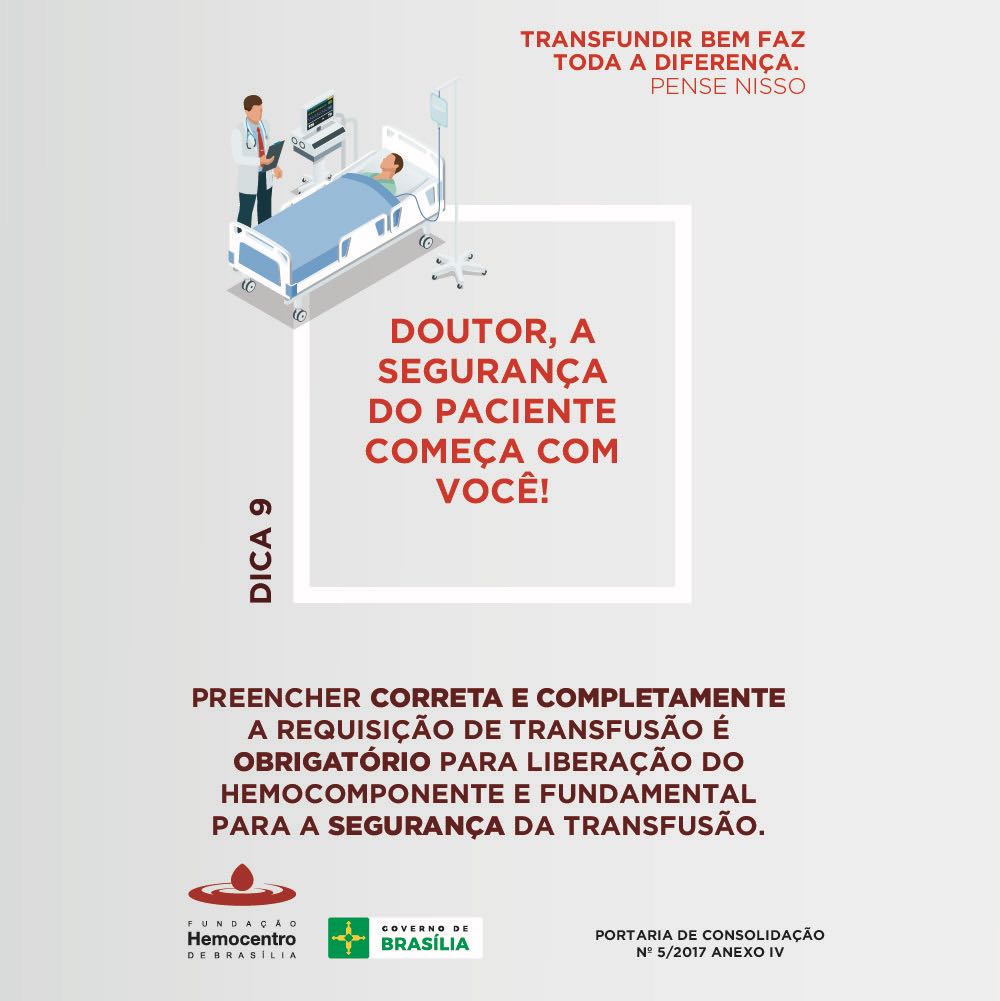 TRANSFUNDIR BEM FAZ
TODA A DIFERENÇA.
PENSE NISSO
DOUTOR, A
SEGURANÇA
DO PACIENTE
COMEÇA COM
VOCÊ!
DICA 9
PREENCHER CORRETA E COMPLETAMENTE
A REQUISIÇÃO DE TRANSFUSÃO É
OBRIGATÓRIO PARA LIBERAÇÃO DO
HEMOCOMPONENTE E FUNDAMENTAL
PARA A SEGURANÇA DA TRANSFUSÃO.
FUNDAÇÃO
Hemocentro
DE BRASÍLIA
GOVERNO DE
BRASÍLIA
PORTARIA DE CONSOLIDAÇÃO
Nº 5/2017 ANEXO IV